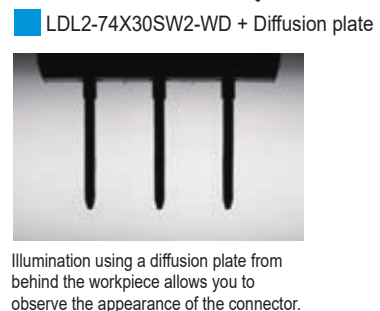 LDL2-74X30SW2-WD + Diffusion plate
Illumination using a diffusion plate from
behind the workpiece allows you to
observe the appearance of the connector.